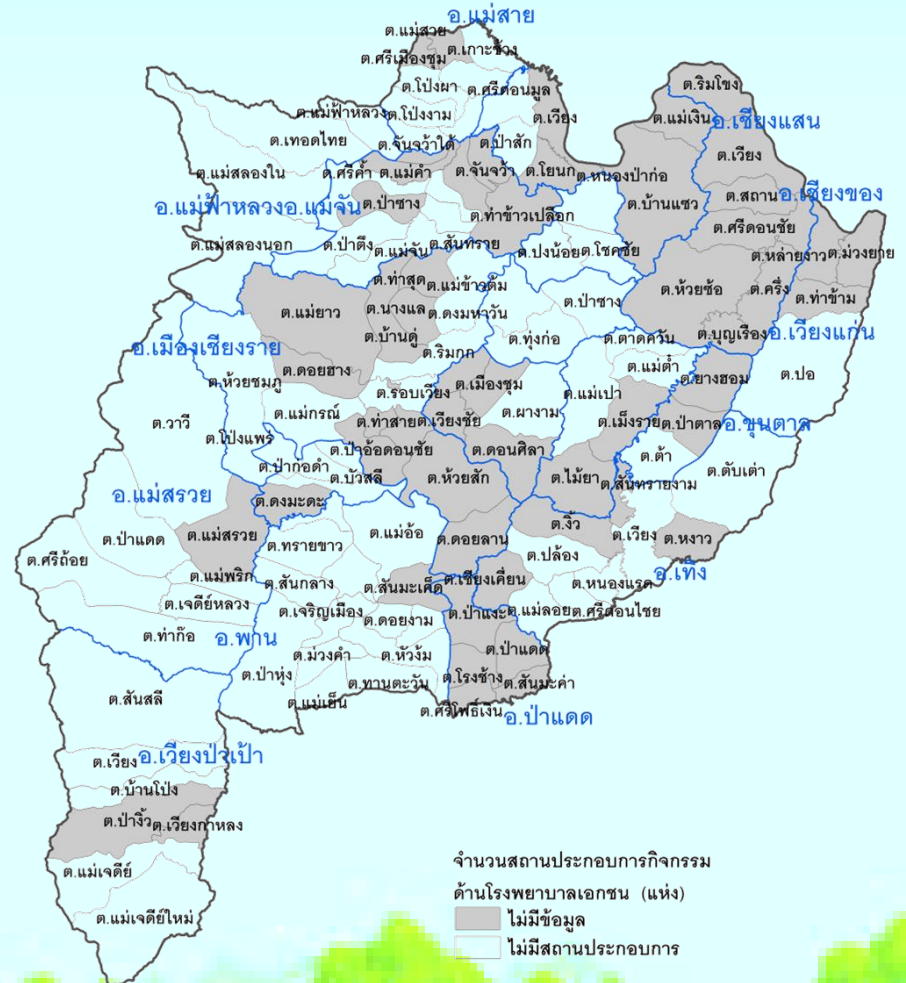 อ.แม่สาย
ต.แม่สาย
ต.เกาะช้าง
ต.ศรีเมืองชุม
ต.ริมโขง
ต.โป่งผา
ต.ศรีดอนมูล
ต.แม่ฟ้าหลวง
ต.โป่งงาม
ต.เวียง
ต.แม่เงิน
อ.เชียงแสน
ต.เทอดไทย
ต.จันจว้าใต้
ต.ป่าสัก
ต.เวียง
ต.แม่สลองใน
ต.ศรีค้ำ
ต.แม่คำ
ต.จันจว้า
ต.โยนก
ต.หนองป่าก่อ
ต.สถาน
อ.เชียงของ
อ.แม่ฟ้าหลวง
อ.แม่จัน
ต.ป่าซาง
ต.ท่าข้าวเปลือก
ต.บ้านแซว
ต.ศรีดอนชัย
ต.แม่สลองนอก
ต.ป่าตึง
ต.แม่จัน
ต.สันทราย
ต.ปงน้อย
ต.โชคชัย
ต.หล่ายงาว
ต.ม่วงยาย
ต.ท่าสุด
ต.แม่ข้าวต้ม
ต.ห้วยซ้อ
ต.ครึ่ง
ต.ท่าข้าม
ต.แม่ยาว
ต.นางแล
ต.ดงมหาวัน
ต.ป่าซาง
ต.บ้านดู่
ต.ทุ่งก่อ
ต.ตาดควัน
ต.บุญเรือง
อ.เวียงแก่น
อ.เมืองเชียงราย
ต.ริมกก
ต.แม่ต๋ำ
ต.ห้วยชมภู
ต.ดอยฮาง
ต.รอบเวียง
ต.เมืองชุม
ต.แม่เปา
ต.ยางฮอม
ต.ปอ
ต.วาวี
ต.แม่กรณ์
ต.ท่าสาย
ต.เวียงชัย
ต.ผางาม
ต.เม็งราย
ต.ป่าตาล
อ.ขุนตาล
ต.โป่งแพร่
ต.ป่าอ้อดอนชัย
ต.ดอนศิลา
ต.ต้า
ต.ป่าก่อดำ
ต.บัวสลี
ต.ห้วยสัก
ต.ไม้ยา
ต.สันทรายงาม
ต.ตับเต่า
อ.แม่สรวย
ต.ดงมะดะ
ต.ป่าแดด
ต.แม่สรวย
ต.ทรายขาว
ต.แม่อ้อ
ต.ดอยลาน
ต.งิ้ว
ต.เวียง
ต.หงาว
ต.ศรีถ้อย
ต.แม่พริก
ต.สันกลาง
ต.สันมะเค็ด
ต.เชียงเคี่ยน
ต.ปล้อง
ต.หนองแรด
อ.เทิง
ต.เจดีย์หลวง
ต.เจริญเมือง
ต.ดอยงาม
ต.ป่าแงะ
ต.แม่ลอย
ต.ศรีดอนไชย
ต.ท่าก๊อ
อ.พาน
ต.ม่วงคำ
ต.หัวง้ม
ต.ป่าแดด
ต.ป่าหุ่ง
ต.ทานตะวัน
ต.โรงช้าง
ต.สันมะค่า
ต.สันสลี
ต.แม่เย็น
ต.ศรีโพธิ์เงิน
อ.ป่าแดด
ต.เวียง
อ.เวียงป่าเป้า
ต.บ้านโป่ง
ต.ป่างิ้ว
ต.เวียงกาหลง
ต.แม่เจดีย์
ต.แม่เจดีย์ใหม่
จำนวนสถานประกอบการกิจกรรม
ด้านโรงพยาบาลเอกชน (แห่ง)
ไม่มีข้อมูล
ไม่มีสถานประกอบการ